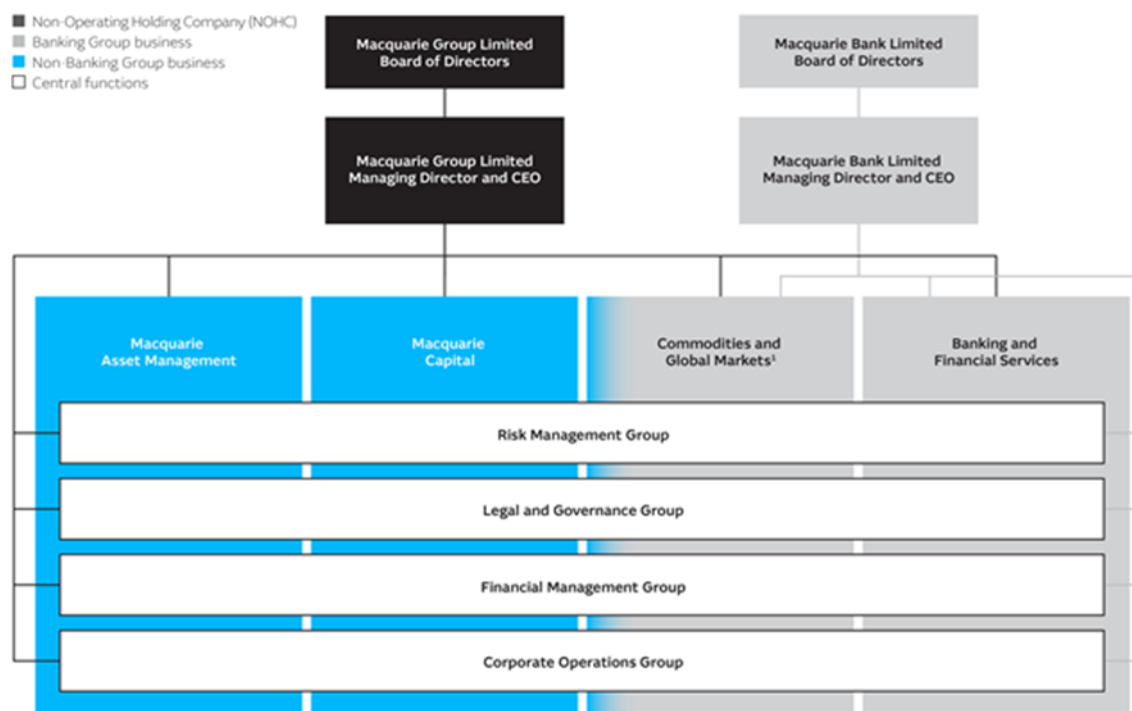 Non-Operating Holding Company (NOHC)
Banking Group business
Non-Banking Group business
Central functions
Macquarie Group Limited
Board of Directors
Macquarie Bank Limited
Board of Directors
Macquarie Group Limited
Managing Director and CEO
Macquarie Bank Limited
Managing Director and CEO
Macquarie
Asset Management
Macquarie
Capital
Commodities and
Global Markets¹
Banking and
Financial Services
Risk Management Group
Legal and Governance Group
Financial Management Group
Corporate Operations Group